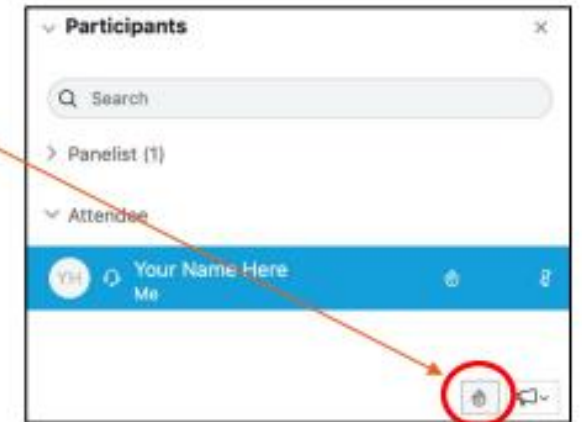 Participants
Search
Panelist (1)
Attendee
YH
Your Name Here
Me